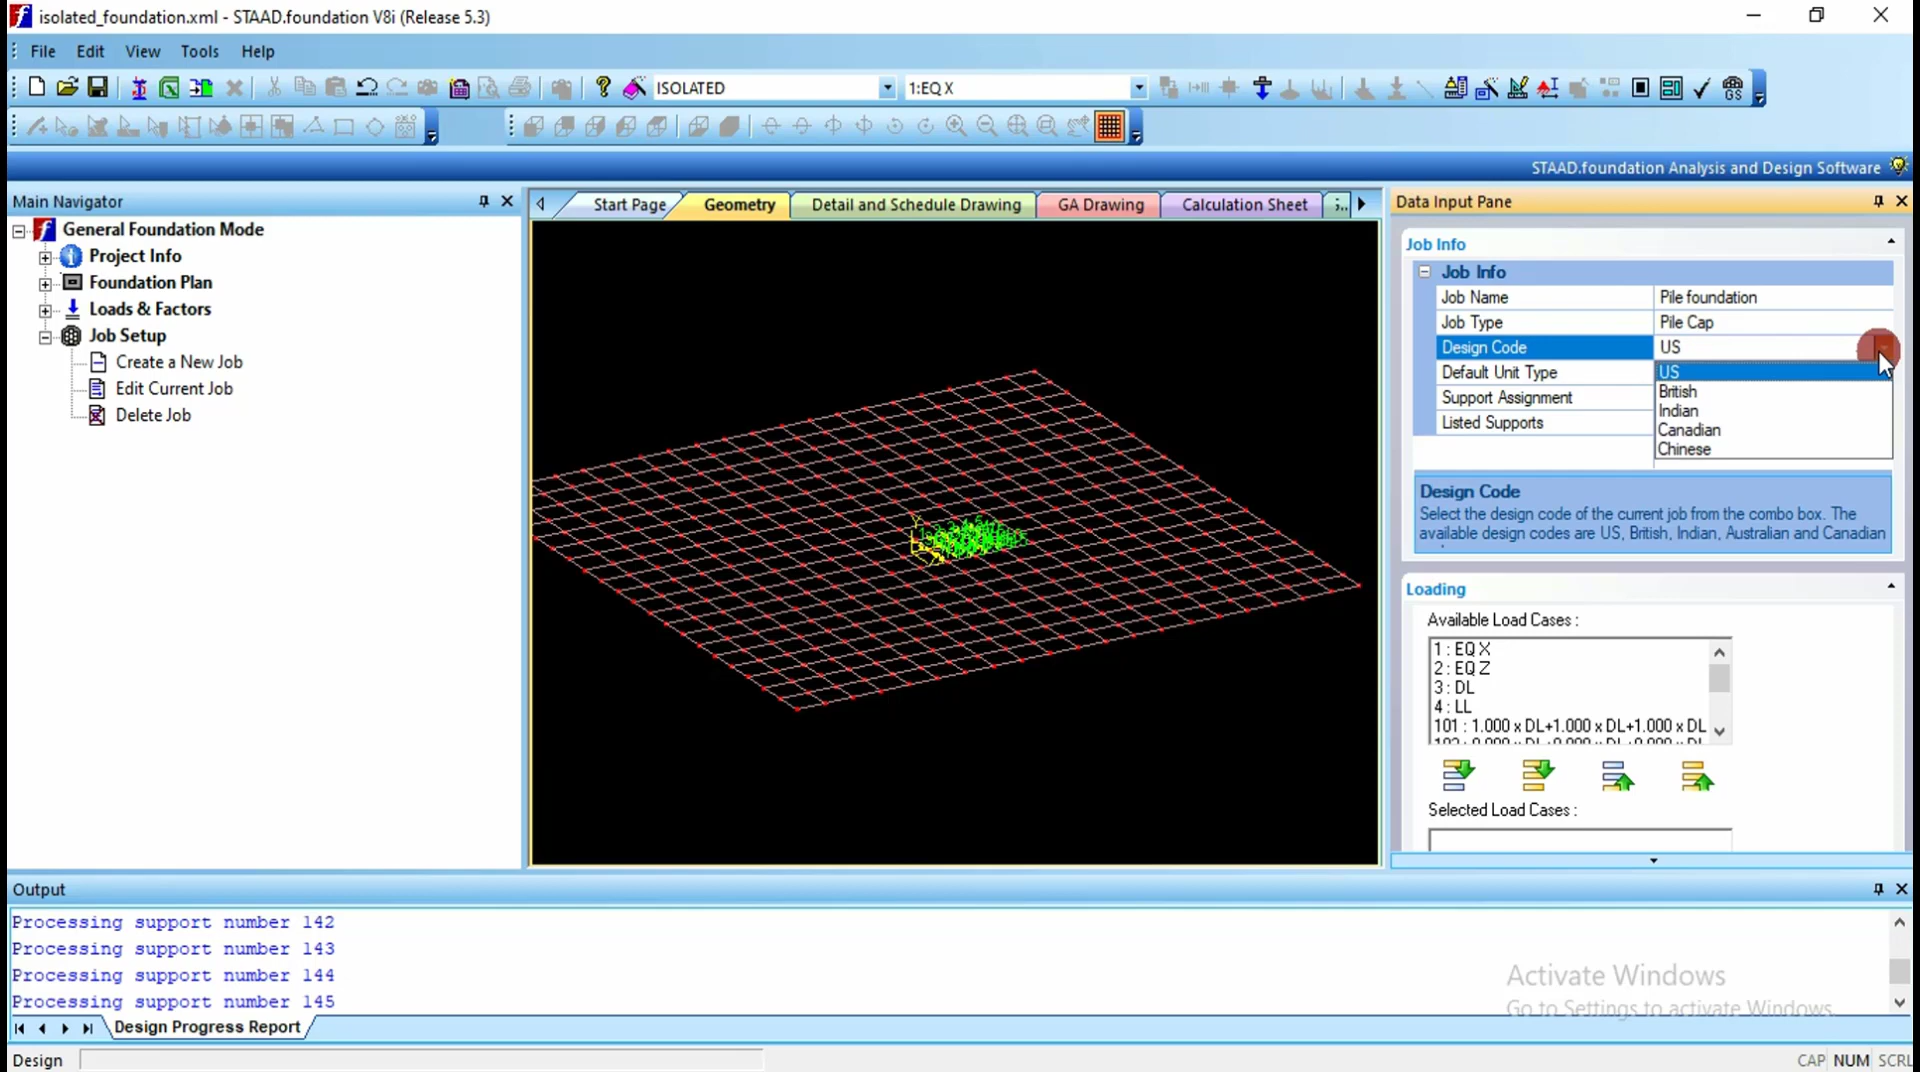 isolated_foundation.xml - STAAD.foundation V8i (Release 5.3)
File Edit View Tools Help
ISOLATED 1:EQ X
GS
STAAD.foundation Analysis and Design Software
Main Navigator
General Foundation Mode
Project Info
Foundation Plan
Loads & Factors
Job Setup
Create a New Job
Edit Current Job
Delete Job
Start Page Geometry Detail and Schedule Drawing GA Drawing Calculation Sheet
Data Input Pane
Job Info
Job Info
Job Name Pile foundation
Job Type Pile Cap
Design Code US
Default Unit Type
Support Assignment
Listed Supports
US
British
Indian
Canadian
Chinese
Design Code
Select the design code of the current job from the combo box. The
available design codes are US, British, Indian, Australian and Canadian
Loading
Available Load Cases :
1 : EQ X
2 : EQ Z
3 : DL
4 : LL
101 : 1.000 x DL+1.000 x DL+1.000 x DL
Selected Load Cases :
Output
Processing support number 142
Processing support number 143
Processing support number 144
Processing support number 145
Activate Windows
Go to Settings to activate Windows.
Design Progress Report
Design
CAP NUM SCRL